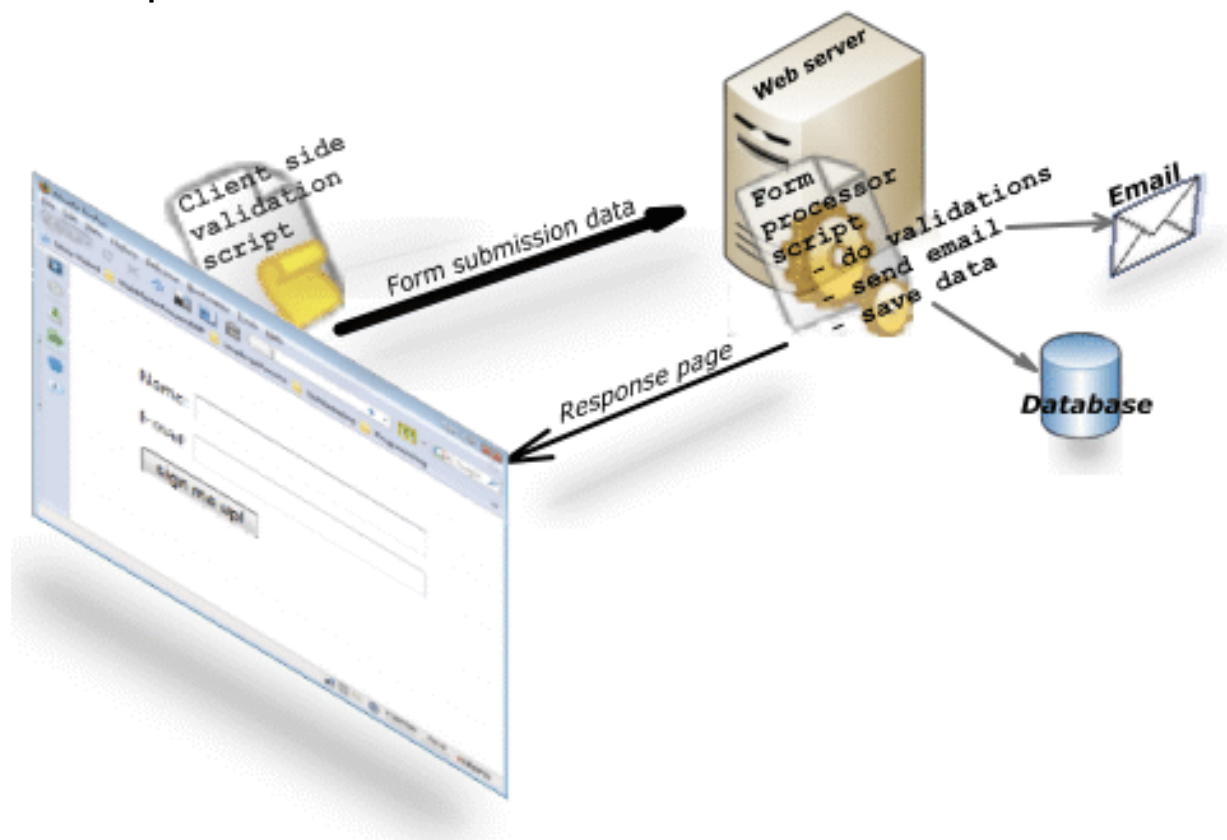 Web server
Client side
validation
script
Form submission data
Form
processor
script
- do validations
- send email
- save data
Email
Database
Response page
Name:
Email
sign me up!